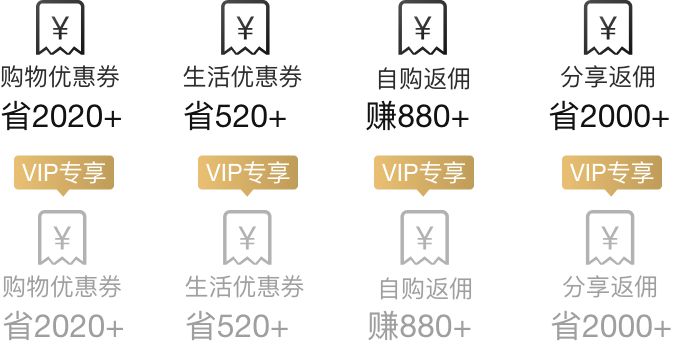 ¥ ¥ ¥ ¥
购物优惠券 生活优惠券 自购返佣 分享返佣
省2020+ 省520+ 赚880+ 省2000+
VIP专享 VIP专享 VIP专享 VIP专享
¥ ¥ ¥ ¥
购物优惠券 生活优惠券 自购返佣 分享返佣
省2020+ 省520+ 赚880+ 省2000+